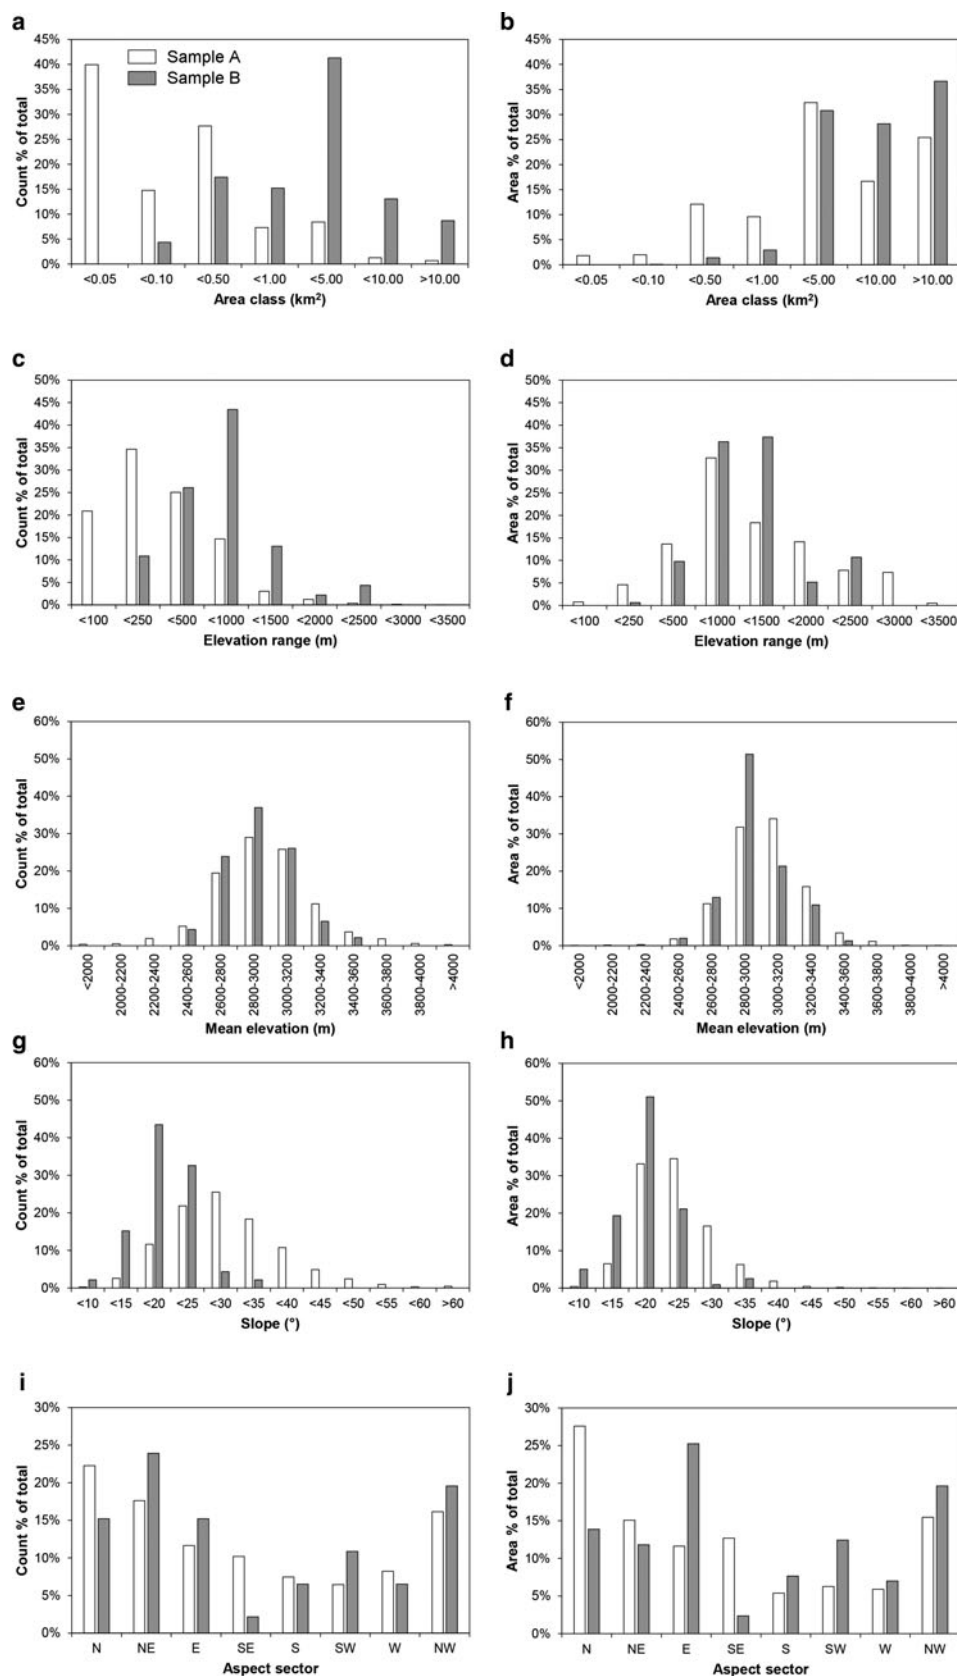 a
45%
40%
35%
30%
25%
20%
15%
10%
5%
0%
Count % of total
Sample A
Sample B
<0.05 <0.10 <0.50 <1.00 <5.00 <10.00 >10.00
Area class (km²)
b
45%
40%
35%
30%
25%
20%
15%
10%
5%
0%
Area % of total
<0.05 <0.10 <0.50 <1.00 <5.00 <10.00 >10.00
Area class (km²)
c
50%
45%
40%
35%
30%
25%
20%
15%
10%
5%
0%
Count % of total
<100 <250 <500 <1000 <1500 <2000 <2500 <3000 <3500
Elevation range (m)
d
50%
45%
40%
35%
30%
25%
20%
15%
10%
5%
0%
Area % of total
<100 <250 <500 <1000 <1500 <2000 <2500 <3000 <3500
Elevation range (m)
e
60%
50%
40%
30%
20%
10%
0%
Count % of total
<2000
2000-2200
2200-2400
2400-2600
2600-2800
2800-3000
3000-3200
3200-3400
3400-3600
3600-3800
3800-4000
>4000
Mean elevation (m)
f
60%
50%
40%
30%
20%
10%
0%
Area % of total
<2000
2000-2200
2200-2400
2400-2600
2600-2800
2800-3000
3000-3200
3200-3400
3400-3600
3600-3800
3800-4000
>4000
Mean elevation (m)
g
60%
50%
40%
30%
20%
10%
0%
Count % of total
<10 <15 <20 <25 <30 <35 <40 <45 <50 <55 <60 >60
Slope (°)
h
60%
50%
40%
30%
20%
10%
0%
Area % of total
<10 <15 <20 <25 <30 <35 <40 <45 <50 <55 <60 >60
Slope (°)
i
30%
25%
20%
15%
10%
5%
0%
Count % of total
N NE E SE S SW W NW
Aspect sector
j
30%
25%
20%
15%
10%
5%
0%
Area % of total
N NE E SE S SW W NW
Aspect sector